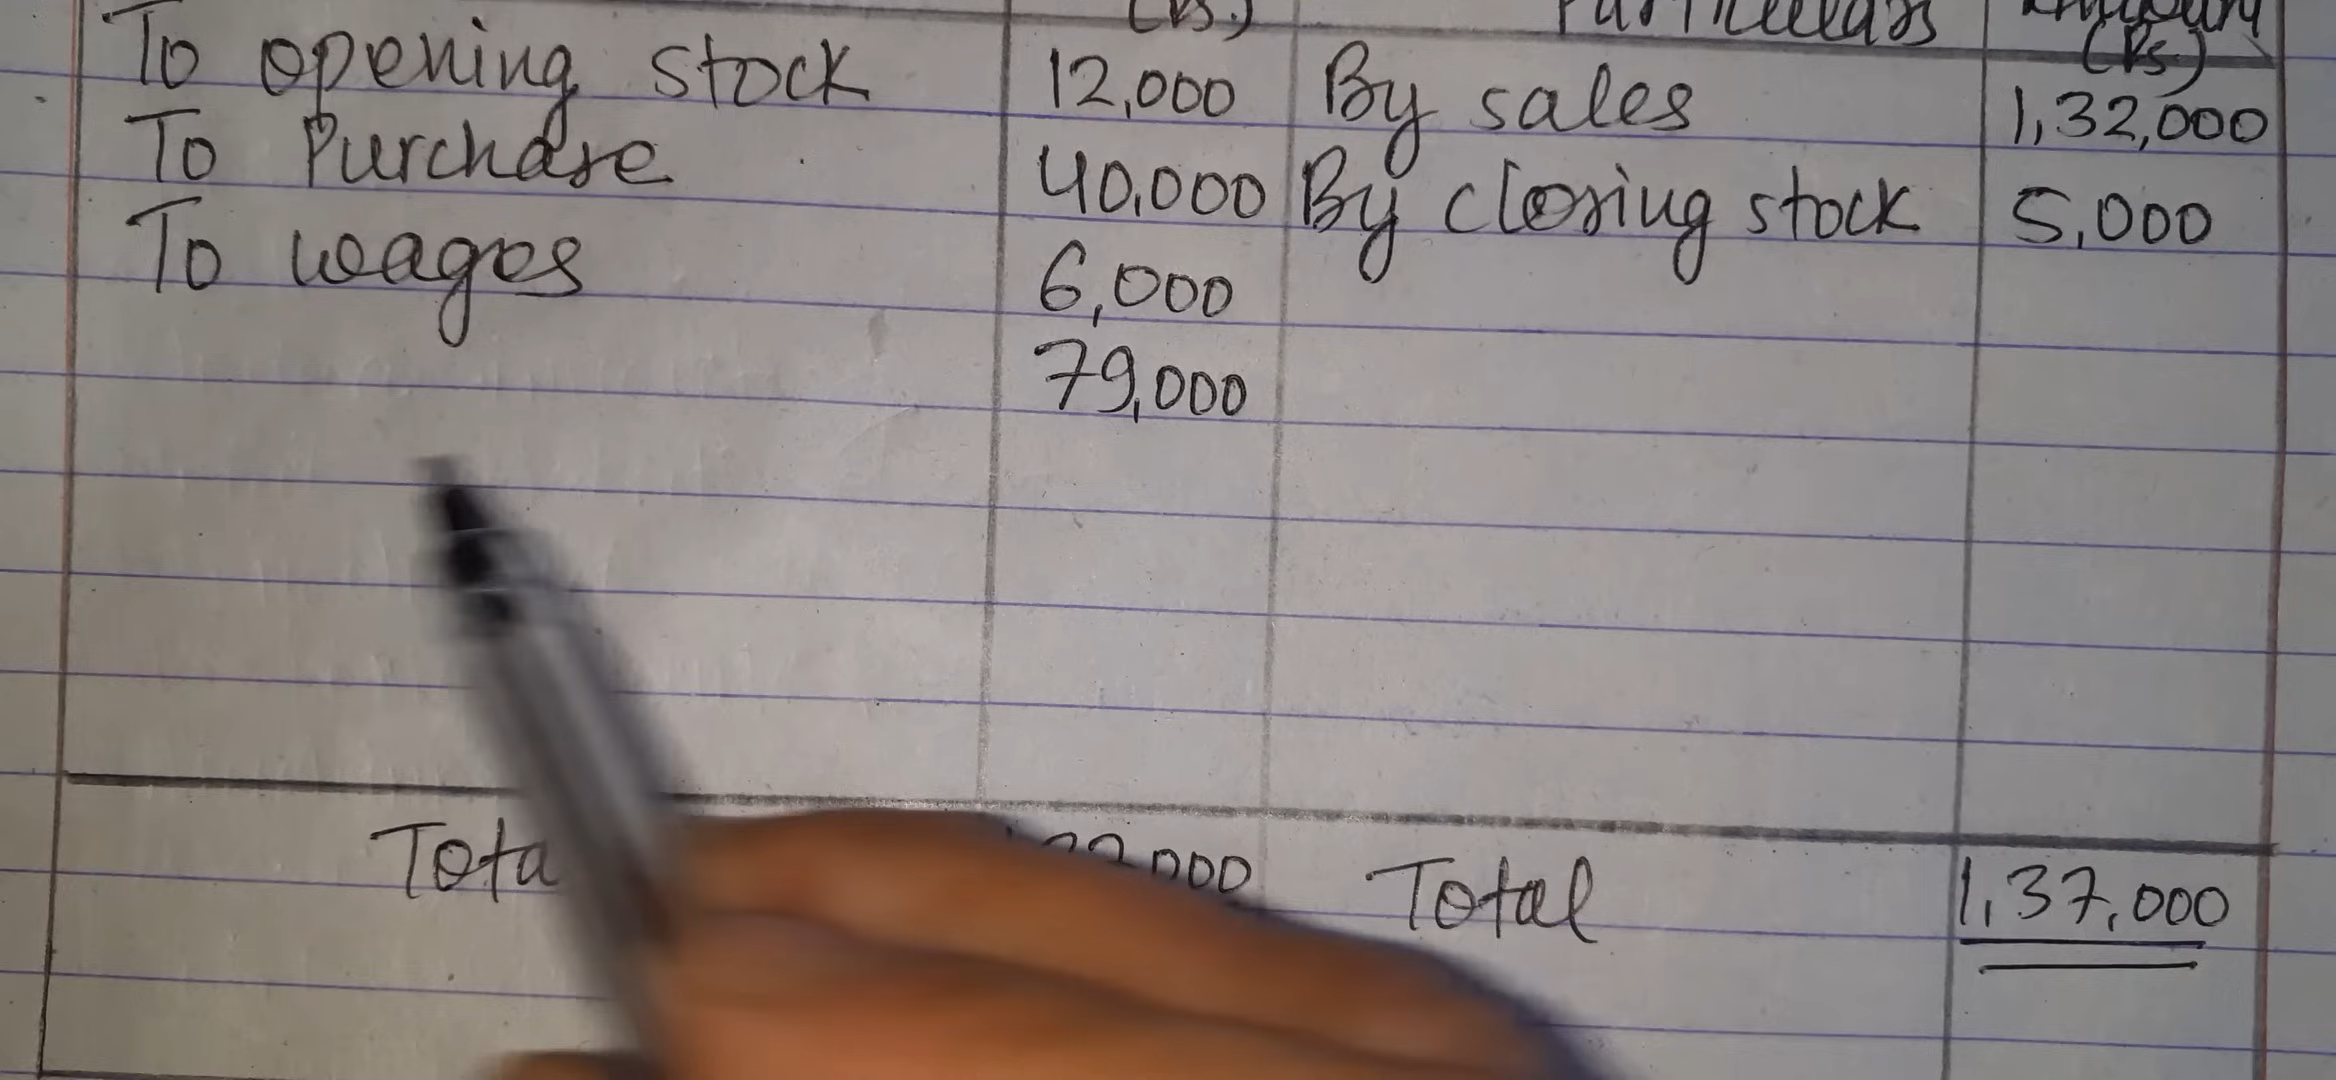 (Rs.) Particulars Amount
(Rs)
To opening stock 12,000 By sales 1,32,000
To Purchase 40,000 By closing stock 5,000
To wages 6,000
79,000
Total 1,37,000